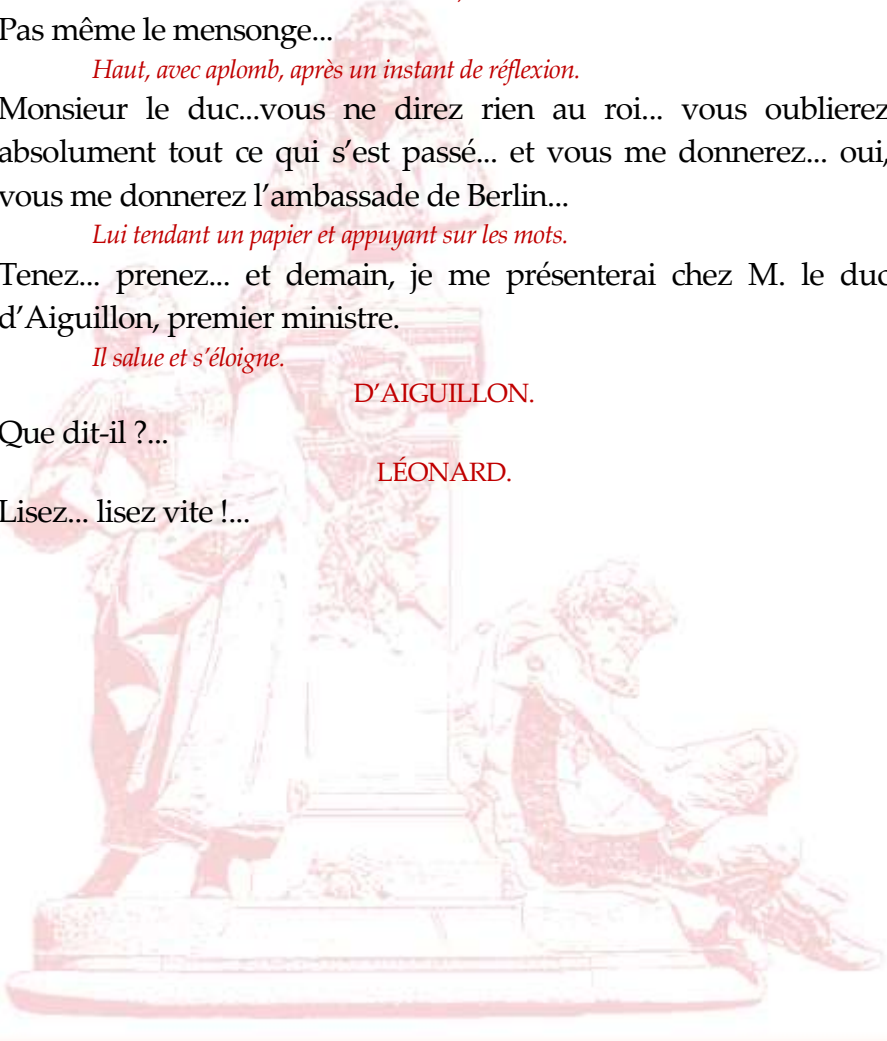 Pas même le mensonge...
Haut, avec aplomb, après un instant de réflexion.
Monsieur le duc...vous ne direz rien au roi... vous oublierez
absolument tout ce qui s’est passé... et vous me donnerez... oui,
vous me donnerez l’ambassade de Berlin...
Lui tendant un papier et appuyant sur les mots.
Tenez... prenez... et demain, je me présenterai chez M. le duc
d’Aiguillon, premier ministre.
Il salue et s’éloigne.
D’AIGUILLON.
Que dit-il ?...
LÉONARD.
Lisez... lisez vite !...